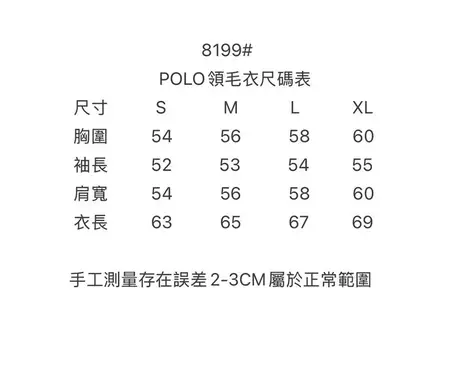 8199#
POLO領毛衣尺碼表
尺寸 S M L XL
胸圍 54 56 58 60
袖長 52 53 54 55
肩寬 54 56 58 60
衣長 63 65 67 69
手工測量存在誤差2-3CM屬於正常範圍